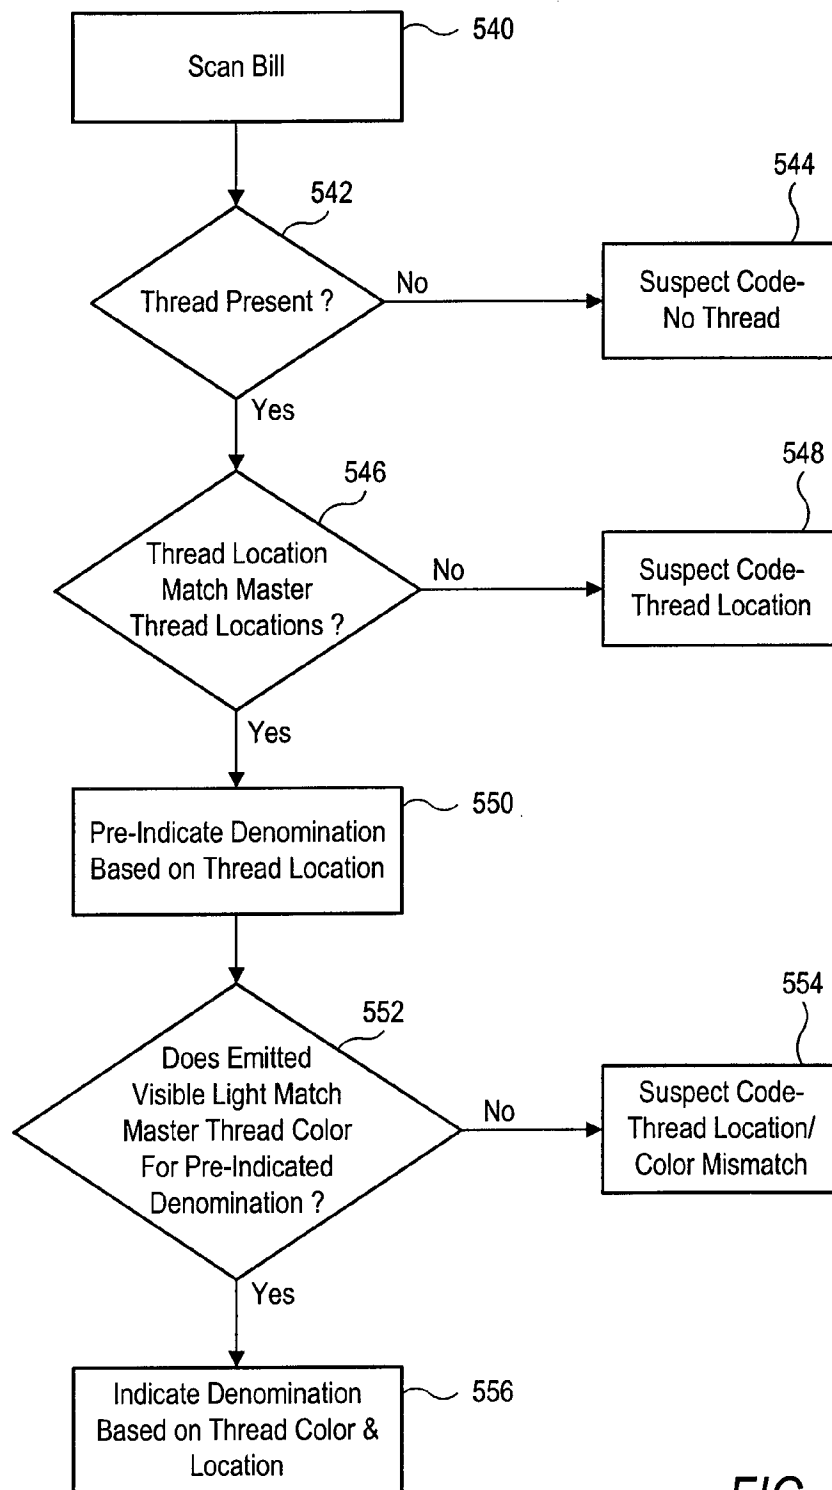 Scan Bill
540
542
Thread Present ?
No
544
Suspect Code-
No Thread
Yes
546
Thread Location
Match Master
Thread Locations ?
No
548
Suspect Code-
Thread Location
Yes
550
Pre-Indicate Denomination
Based on Thread Location
552
Does Emitted
Visible Light Match
Master Thread Color
For Pre-Indicated
Denomination ?
No
554
Suspect Code-
Thread Location/
Color Mismatch
Yes
556
Indicate Denomination
Based on Thread Color &
Location
FIG